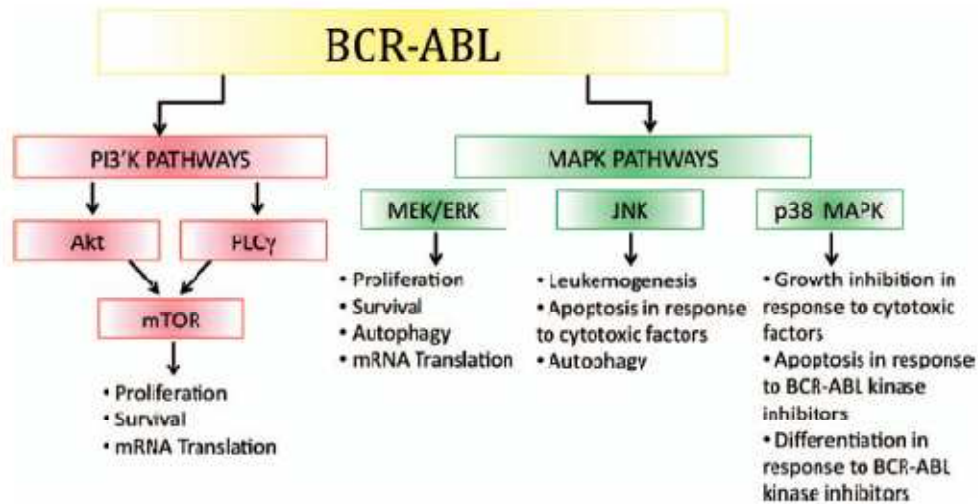 BCR-ABL
PI3'K PATHWAYS
MAPK PATHWAYS
Akt
PLCγ
mTOR
• Proliferation
• Survival
• mRNA Translation
MEK/ERK
• Proliferation
• Survival
• Autophagy
• mRNA Translation
JNK
• Leukemogenesis
• Apoptosis in response
to cytotoxic factors
• Autophagy
p38 MAPK
• Growth inhibition in
response to cytotoxic
factors
• Apoptosis in response
to BCR-ABL kinase
inhibitors
• Differentiation in
response to BCR-ABL
kinase inhibitors